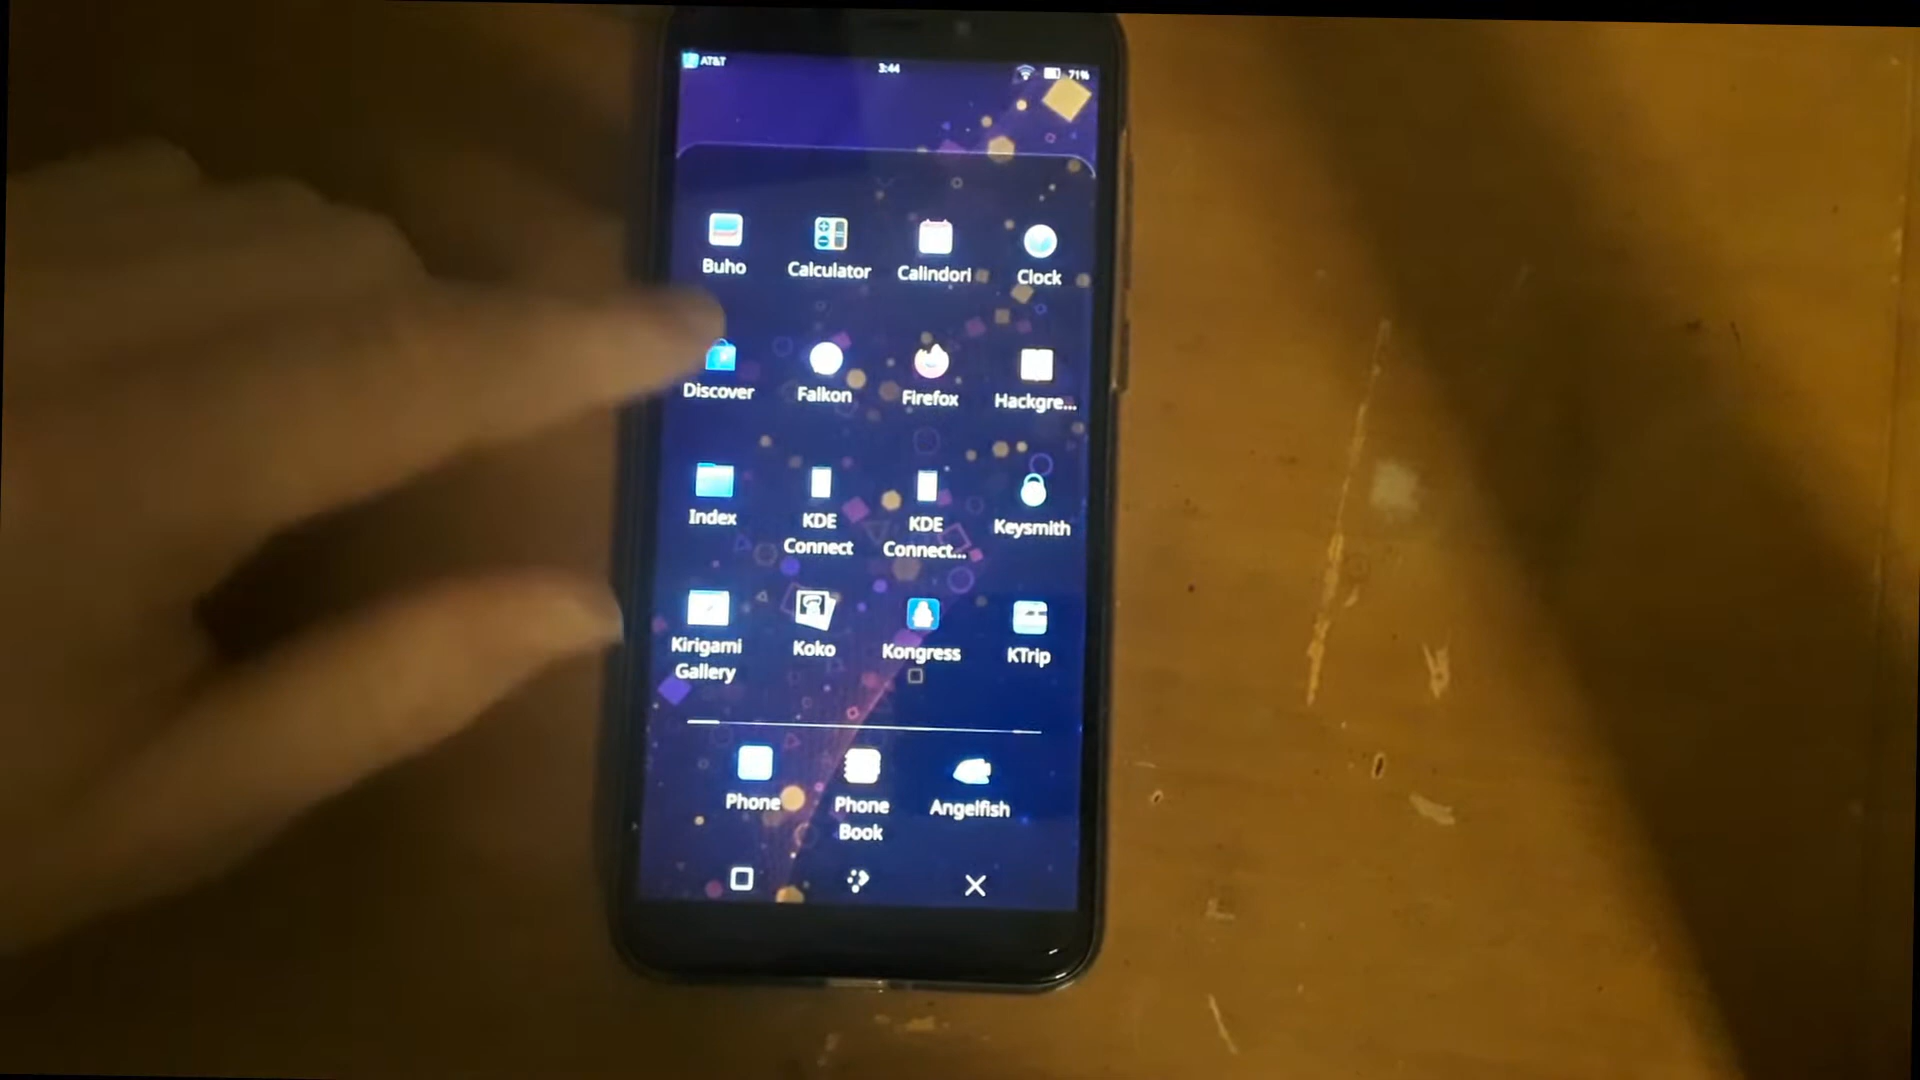 AT&T 3:44 71%
Buho Calculator Calindori Clock
Discover Falkon Firefox Hackgre...
Index KDE Connect KDE Connect... Keysmith
Kirigami Gallery Koko Kongress KTrip
Phone Phone Book Angelfish